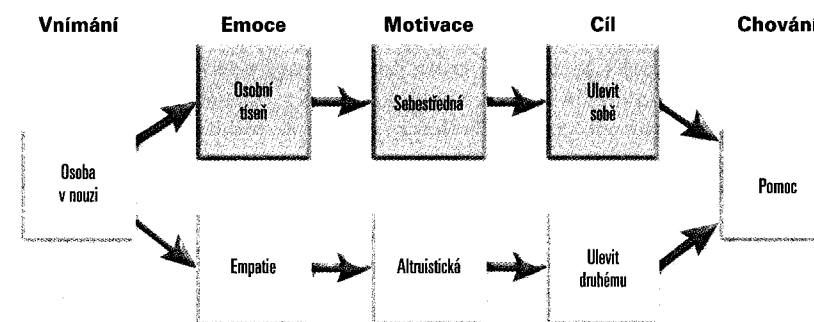 Vnímání Emoce Motivace Cíl Chování
Osobní
tíseň
Sebestředná
Ulevit
sobě
Osoba
v nouzi
Pomoc
Empatie
Altruistická
Ulevit
druhému